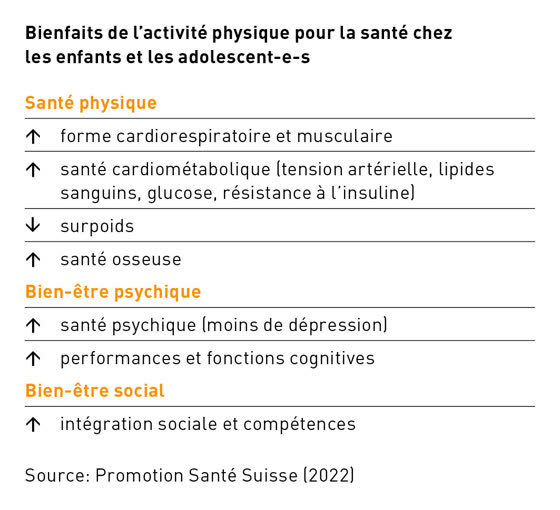 Bienfaits de l’activité physique pour la santé chez
les enfants et les adolescent-e-s
Santé physique
↑ forme cardiorespiratoire et musculaire
↑ santé cardiométabolique (tension artérielle, lipides
sanguins, glucose, résistance à l’insuline)
↓ surpoids
↑ santé osseuse
Bien-être psychique
↑ santé psychique (moins de dépression)
↑ performances et fonctions cognitives
Bien-être social
↑ intégration sociale et compétences
Source: Promotion Santé Suisse (2022)